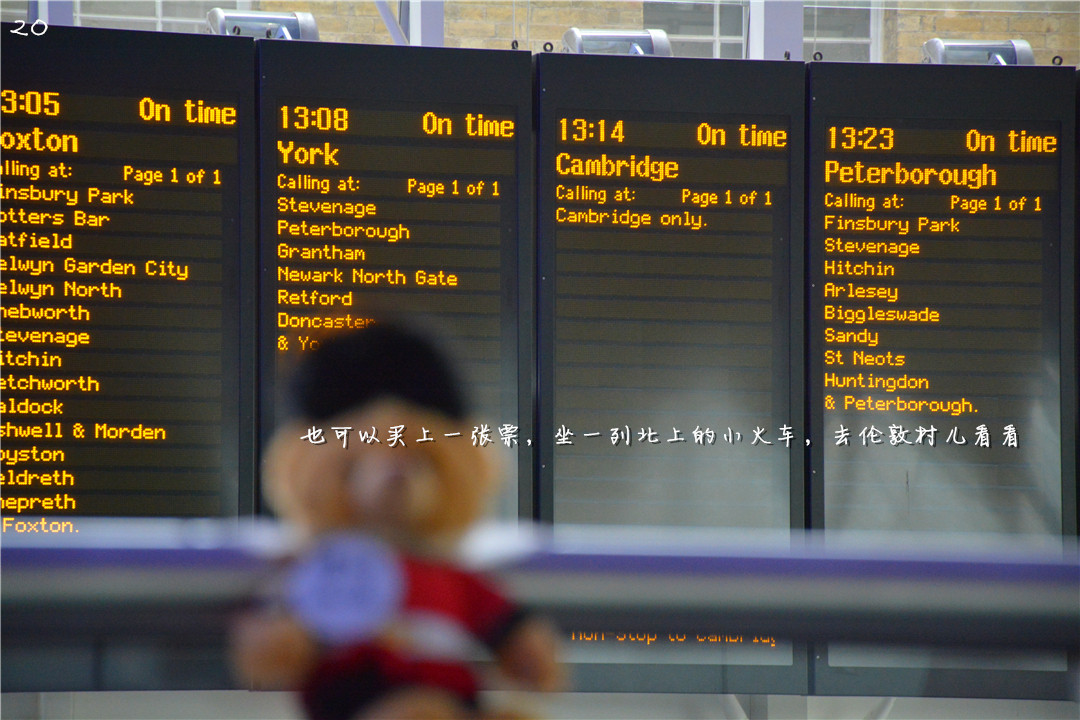 20
3:05 On time
oxton
alling at: Page 1 of 1
insbury Park
otters Bar
atfield
elwyn Garden City
elwyn North
nebworth
tevenage
itchin
etchworth
aldock
shwell & Morden
oyston
eldreth
hepreth
Foxton.
13:08 On time
York
Calling at: Page 1 of 1
Stevenage
Peterborough
Grantham
Newark North Gate
Retford
Doncaster
& Yo
13:14 On time
Cambridge
Calling at: Page 1 of 1
Cambridge only.
13:23 On time
Peterborough
Calling at: Page 1 of 1
Finsbury Park
Stevenage
Hitchin
Arlesey
Biggleswade
Sandy
St Neots
Huntingdon
& Peterborough.
也可以买上一张票，坐一列北上的小火车，去伦敦村儿看看